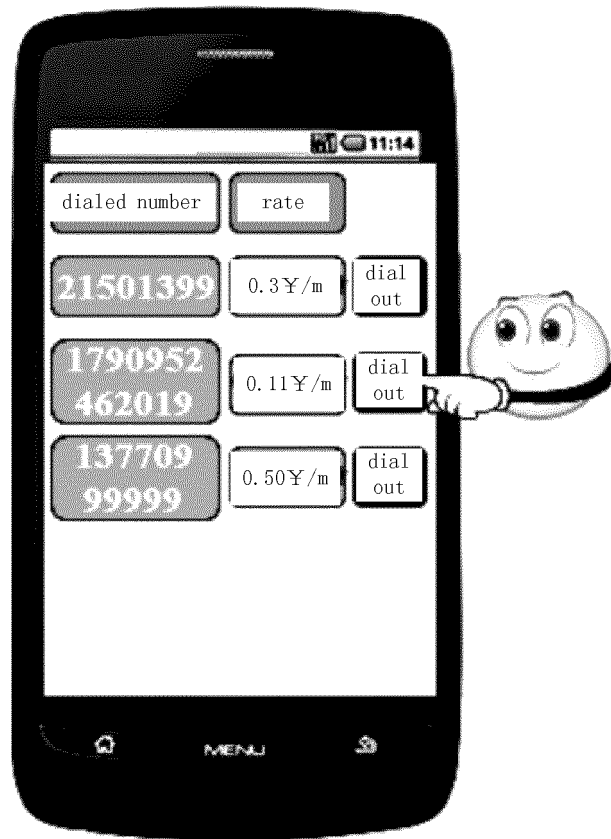 11:14
dialed number
rate
21501399
0.3¥/m
dial
out
1790952
462019
0.11¥/m
dial
out
137709
99999
0.50¥/m
dial
out
MENU